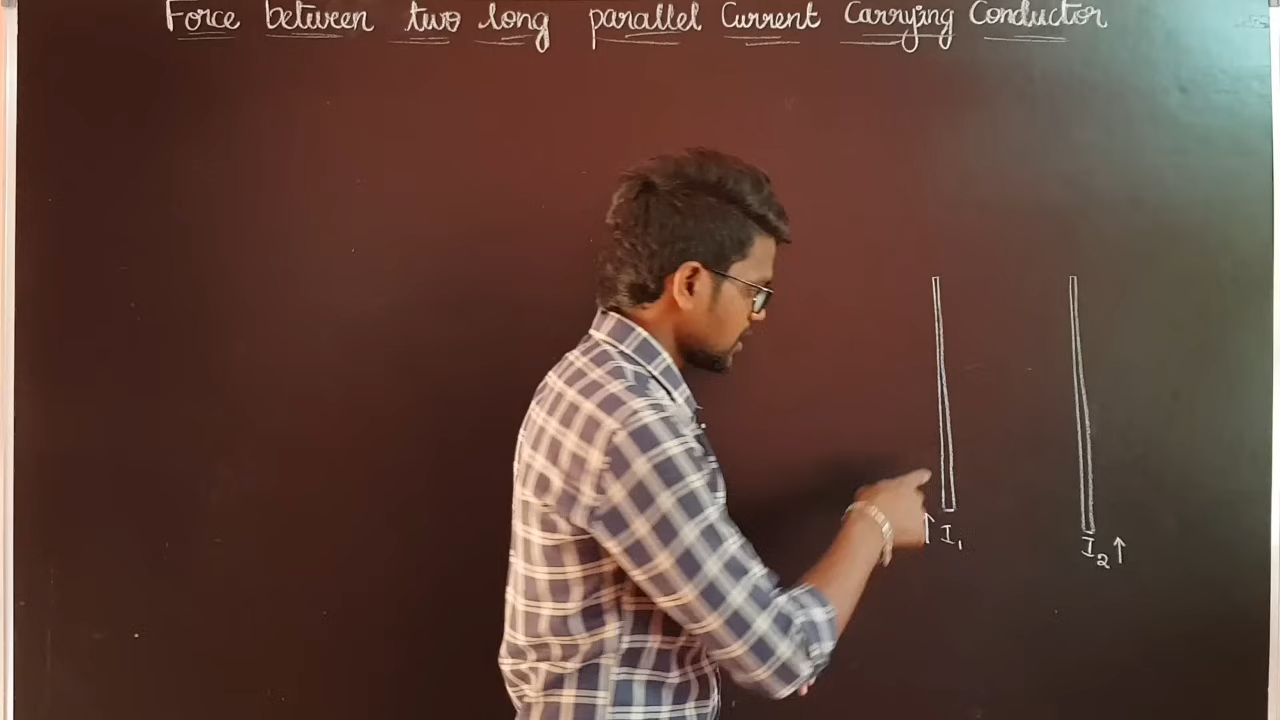 Force between two long parallel Current Carrying Conductor
↑ I₁
I₂ ↑